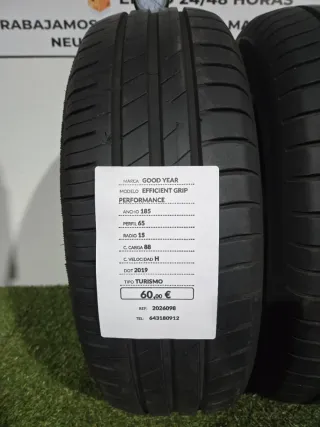 24/48 HORAS
TRABAJAMOS
NEU
MARCA: GOOD YEAR
MODELO: EFFICIENT GRIP
PERFORMANCE
ANCHO: 185
PERFIL: 65
RADIO: 15
C. CARGA: 88
C. VELOCIDAD: H
DOT: 2019
TIPO: TURISMO
60,00 €
REF: 2026098
TEL: 643180912